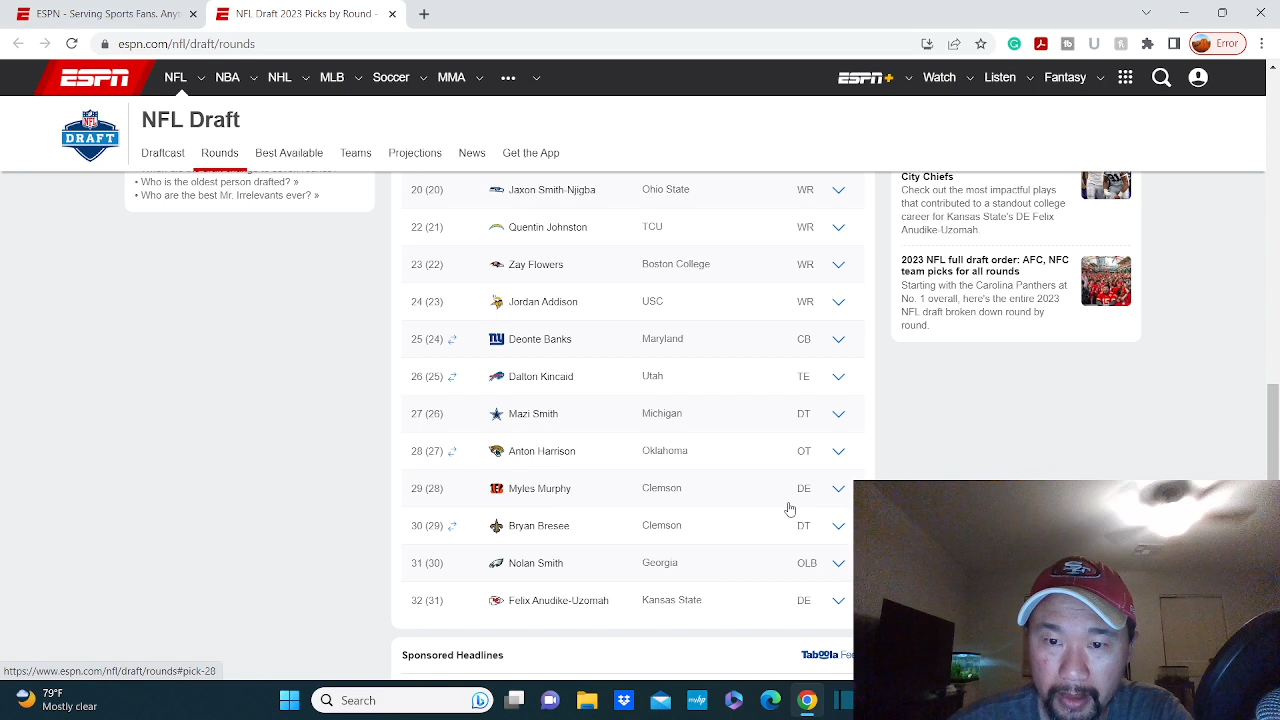 ESPN - Serving Sports Fans. Anyt
NFL Draft 2023 Picks by Round -
espn.com/nfl/draft/rounds
Error
ESPN
NFL
NBA
NHL
MLB
Soccer
MMA
ESPN+
Watch
Listen
Fantasy
NFL
DRAFT
NFL Draft
Draftcast
Rounds
Best Available
Teams
Projections
News
Get the App
• Who is the oldest person drafted? »
• Who are the best Mr. Irrelevants ever? »
20 (20) Jaxon Smith-Njigba Ohio State WR
22 (21) Quentin Johnston TCU WR
23 (22) Zay Flowers Boston College WR
24 (23) Jordan Addison USC WR
25 (24) Deonte Banks Maryland CB
26 (25) Dalton Kincaid Utah TE
27 (26) Mazi Smith Michigan DT
28 (27) Anton Harrison Oklahoma OT
29 (28) Myles Murphy Clemson DE
30 (29) Bryan Bresee Clemson DT
31 (30) Nolan Smith Georgia OLB
32 (31) Felix Anudike-Uzomah Kansas State DE
City Chiefs
Check out the most impactful plays
that contributed to a standout college
career for Kansas State's DE Felix
Anudike-Uzomah.
2023 NFL full draft order: AFC, NFC
team picks for all rounds
Starting with the Carolina Panthers at
No. 1 overall, here's the entire 2023
NFL draft broken down round by
round.
Sponsored Headlines
Taboola Fee
https://www.espn.com/nfl/draft/rounds#pick-28
79°F
Mostly clear
Search